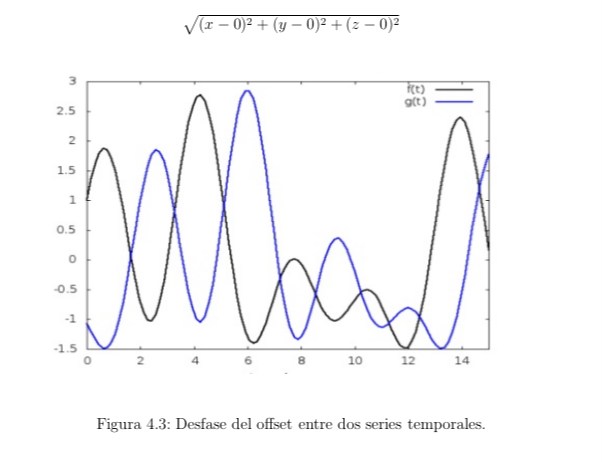 √(x − 0)² + (y − 0)² + (z − 0)²
3
f(t)
g(t)
2.5
2
1.5
1
0.5
0
-0.5
-1
-1.5
0 2 4 6 8 10 12 14
Figura 4.3: Desfase del offset entre dos series temporales.